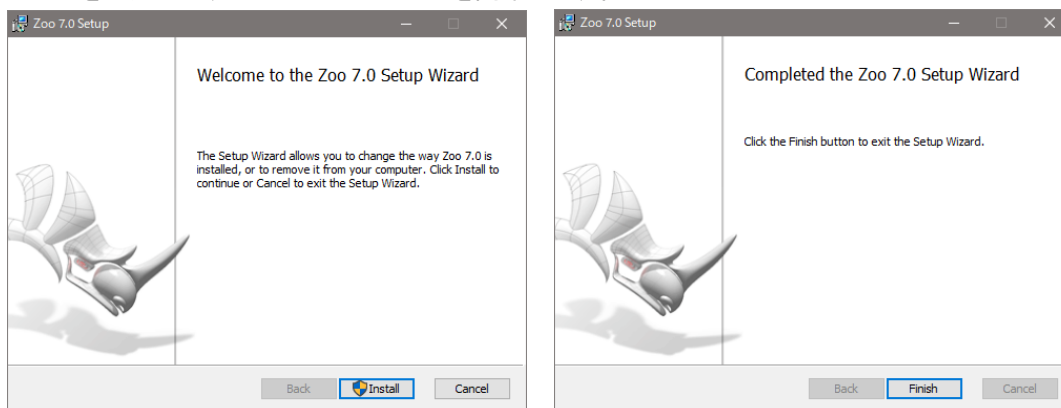 Zoo 7.0 Setup
Welcome to the Zoo 7.0 Setup Wizard
The Setup Wizard allows you to change the way Zoo 7.0 is
installed, or to remove it from your computer. Click Install to
continue or Cancel to exit the Setup Wizard.
Back Install Cancel
Zoo 7.0 Setup
Completed the Zoo 7.0 Setup Wizard
Click the Finish button to exit the Setup Wizard.
Back Finish Cancel